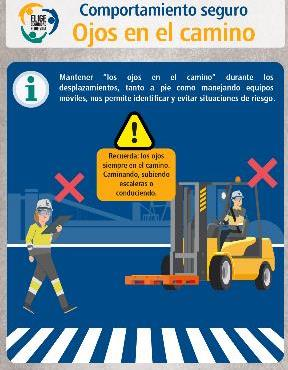 ELIGE
Comportamiento seguro
Ojos en el camino
Mantener "los ojos en el camino" durante los
desplazamientos, tanto a pie como manejando equipos
móviles, nos permite identificar y evitar situaciones de riesgo.
Recuerda: los ojos
siempre en el camino.
Caminando, subiendo
escaleras o
conduciendo.